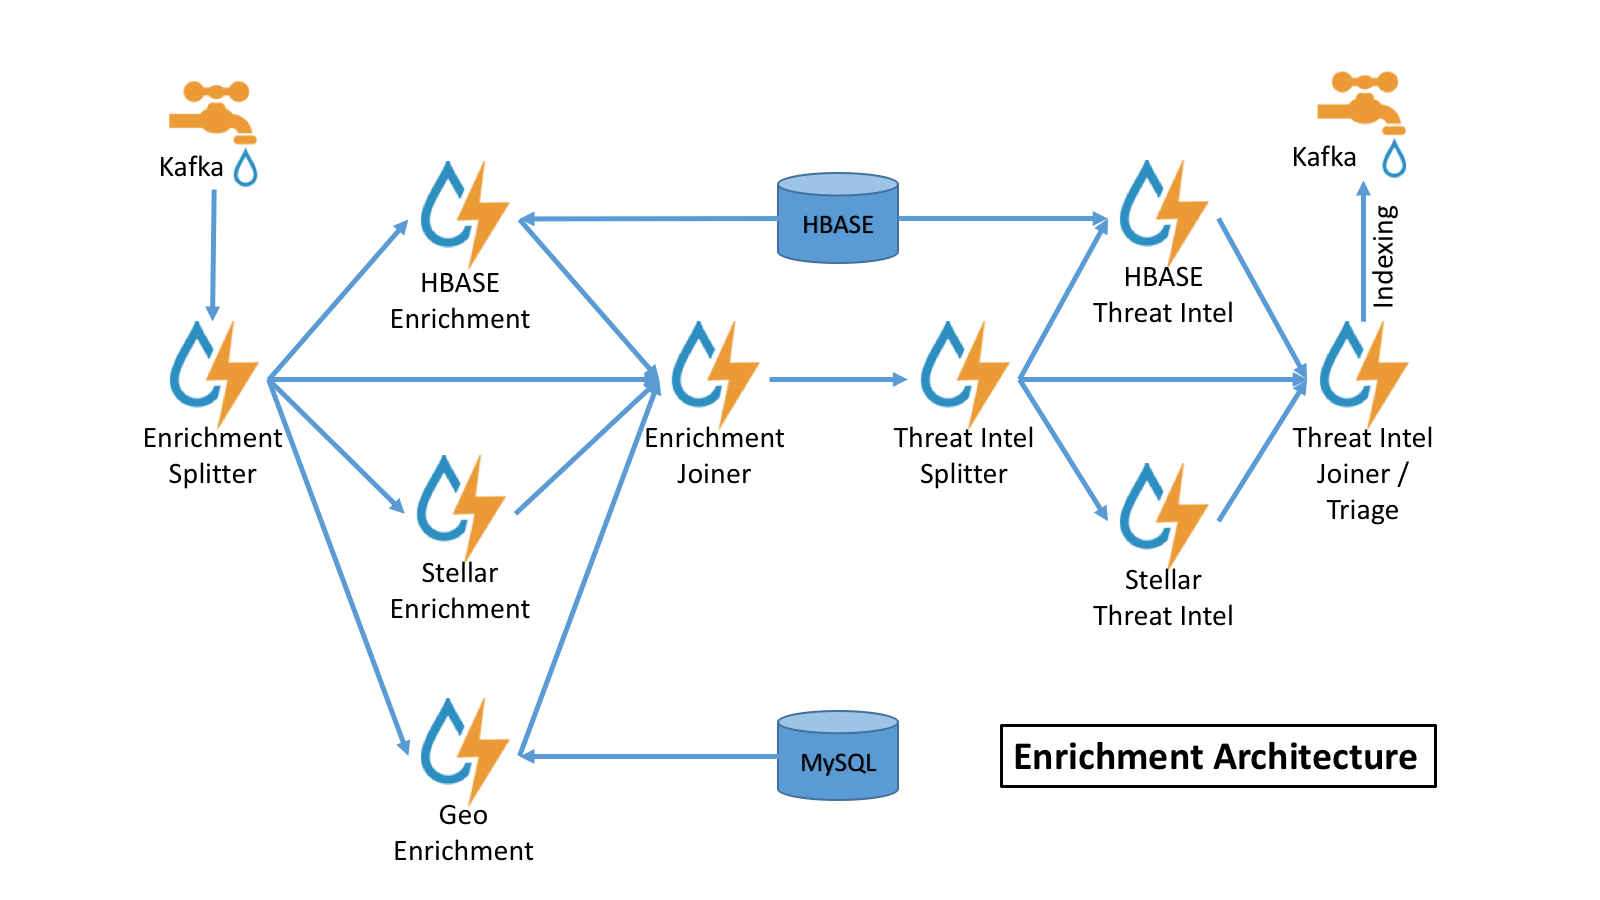 Kafka
Kafka
HBASE
Indexing
HBASE
Enrichment
HBASE
Threat Intel
Enrichment
Splitter
Enrichment
Joiner
Threat Intel
Splitter
Threat Intel
Joiner /
Triage
Stellar
Enrichment
Stellar
Threat Intel
MySQL
Enrichment Architecture
Geo
Enrichment